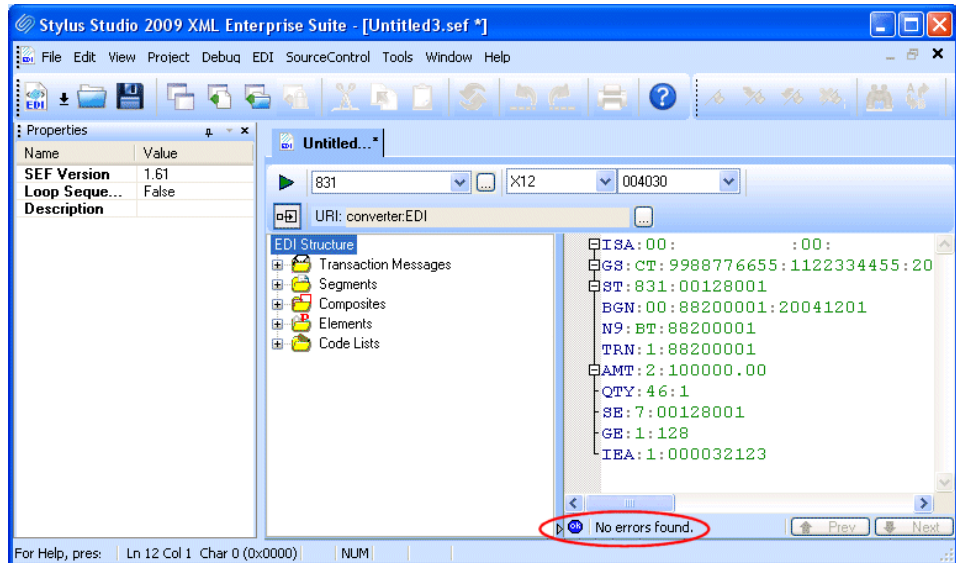 Stylus Studio 2009 XML Enterprise Suite - [Untitled3.sef *]
File Edit View Project Debug EDI SourceControl Tools Window Help
EDI
Properties
Name Value
SEF Version 1.61
Loop Seque... False
Description
Untitled...*
831 ... X12 004030
URI: converter:EDI ...
EDI Structure
Transaction Messages
Segments
Composites
Elements
Code Lists
ISA:00: :00:
GS:CT:9988776655:1122334455:20
ST:831:00128001
BGN:00:88200001:20041201
N9:BT:88200001
TRN:1:88200001
AMT:2:100000.00
QTY:46:1
SE:7:00128001
GE:1:128
IEA:1:000032123
OK No errors found. Prev Next
For Help, pres: Ln 12 Col 1 Char 0 (0x0000) NUM